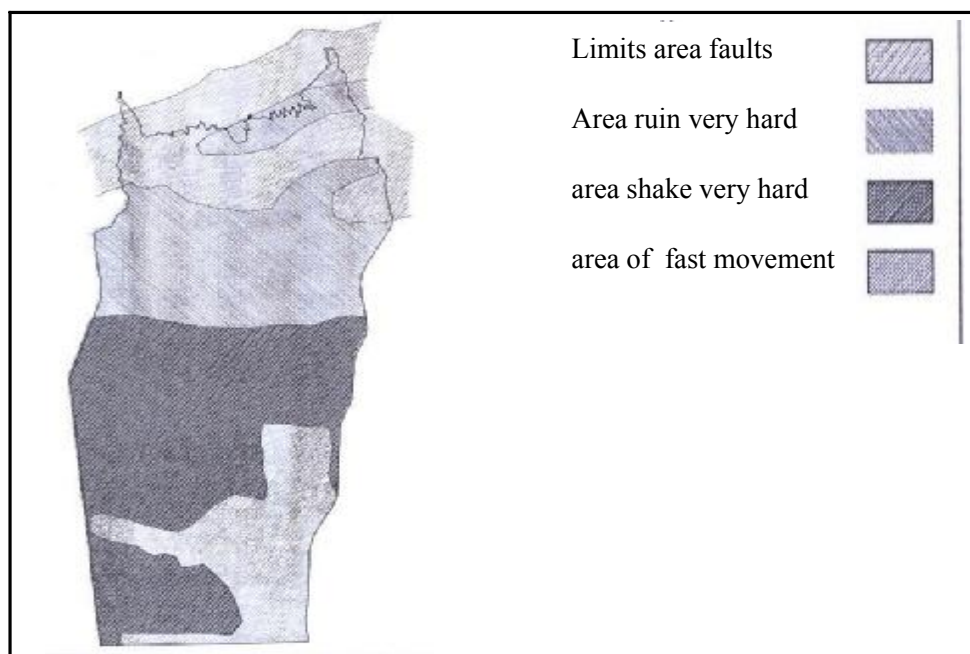 Limits area faults
Area ruin very hard
area shake very hard
area of fast movement